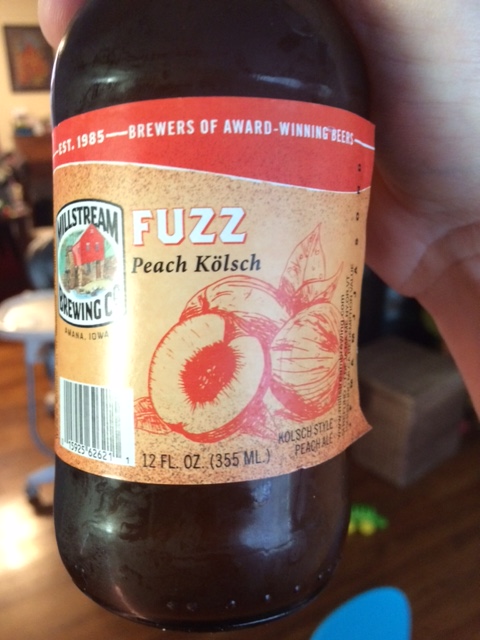 EST. 1985 — BREWERS OF AWARD-WINNING BEERS
MILLSTREAM
BREWING CO
AMANA, IOWA
FUZZ
Peach Kölsch
KOLSCH STYLE
PEACH ALE
12 FL. OZ. (355 ML.)